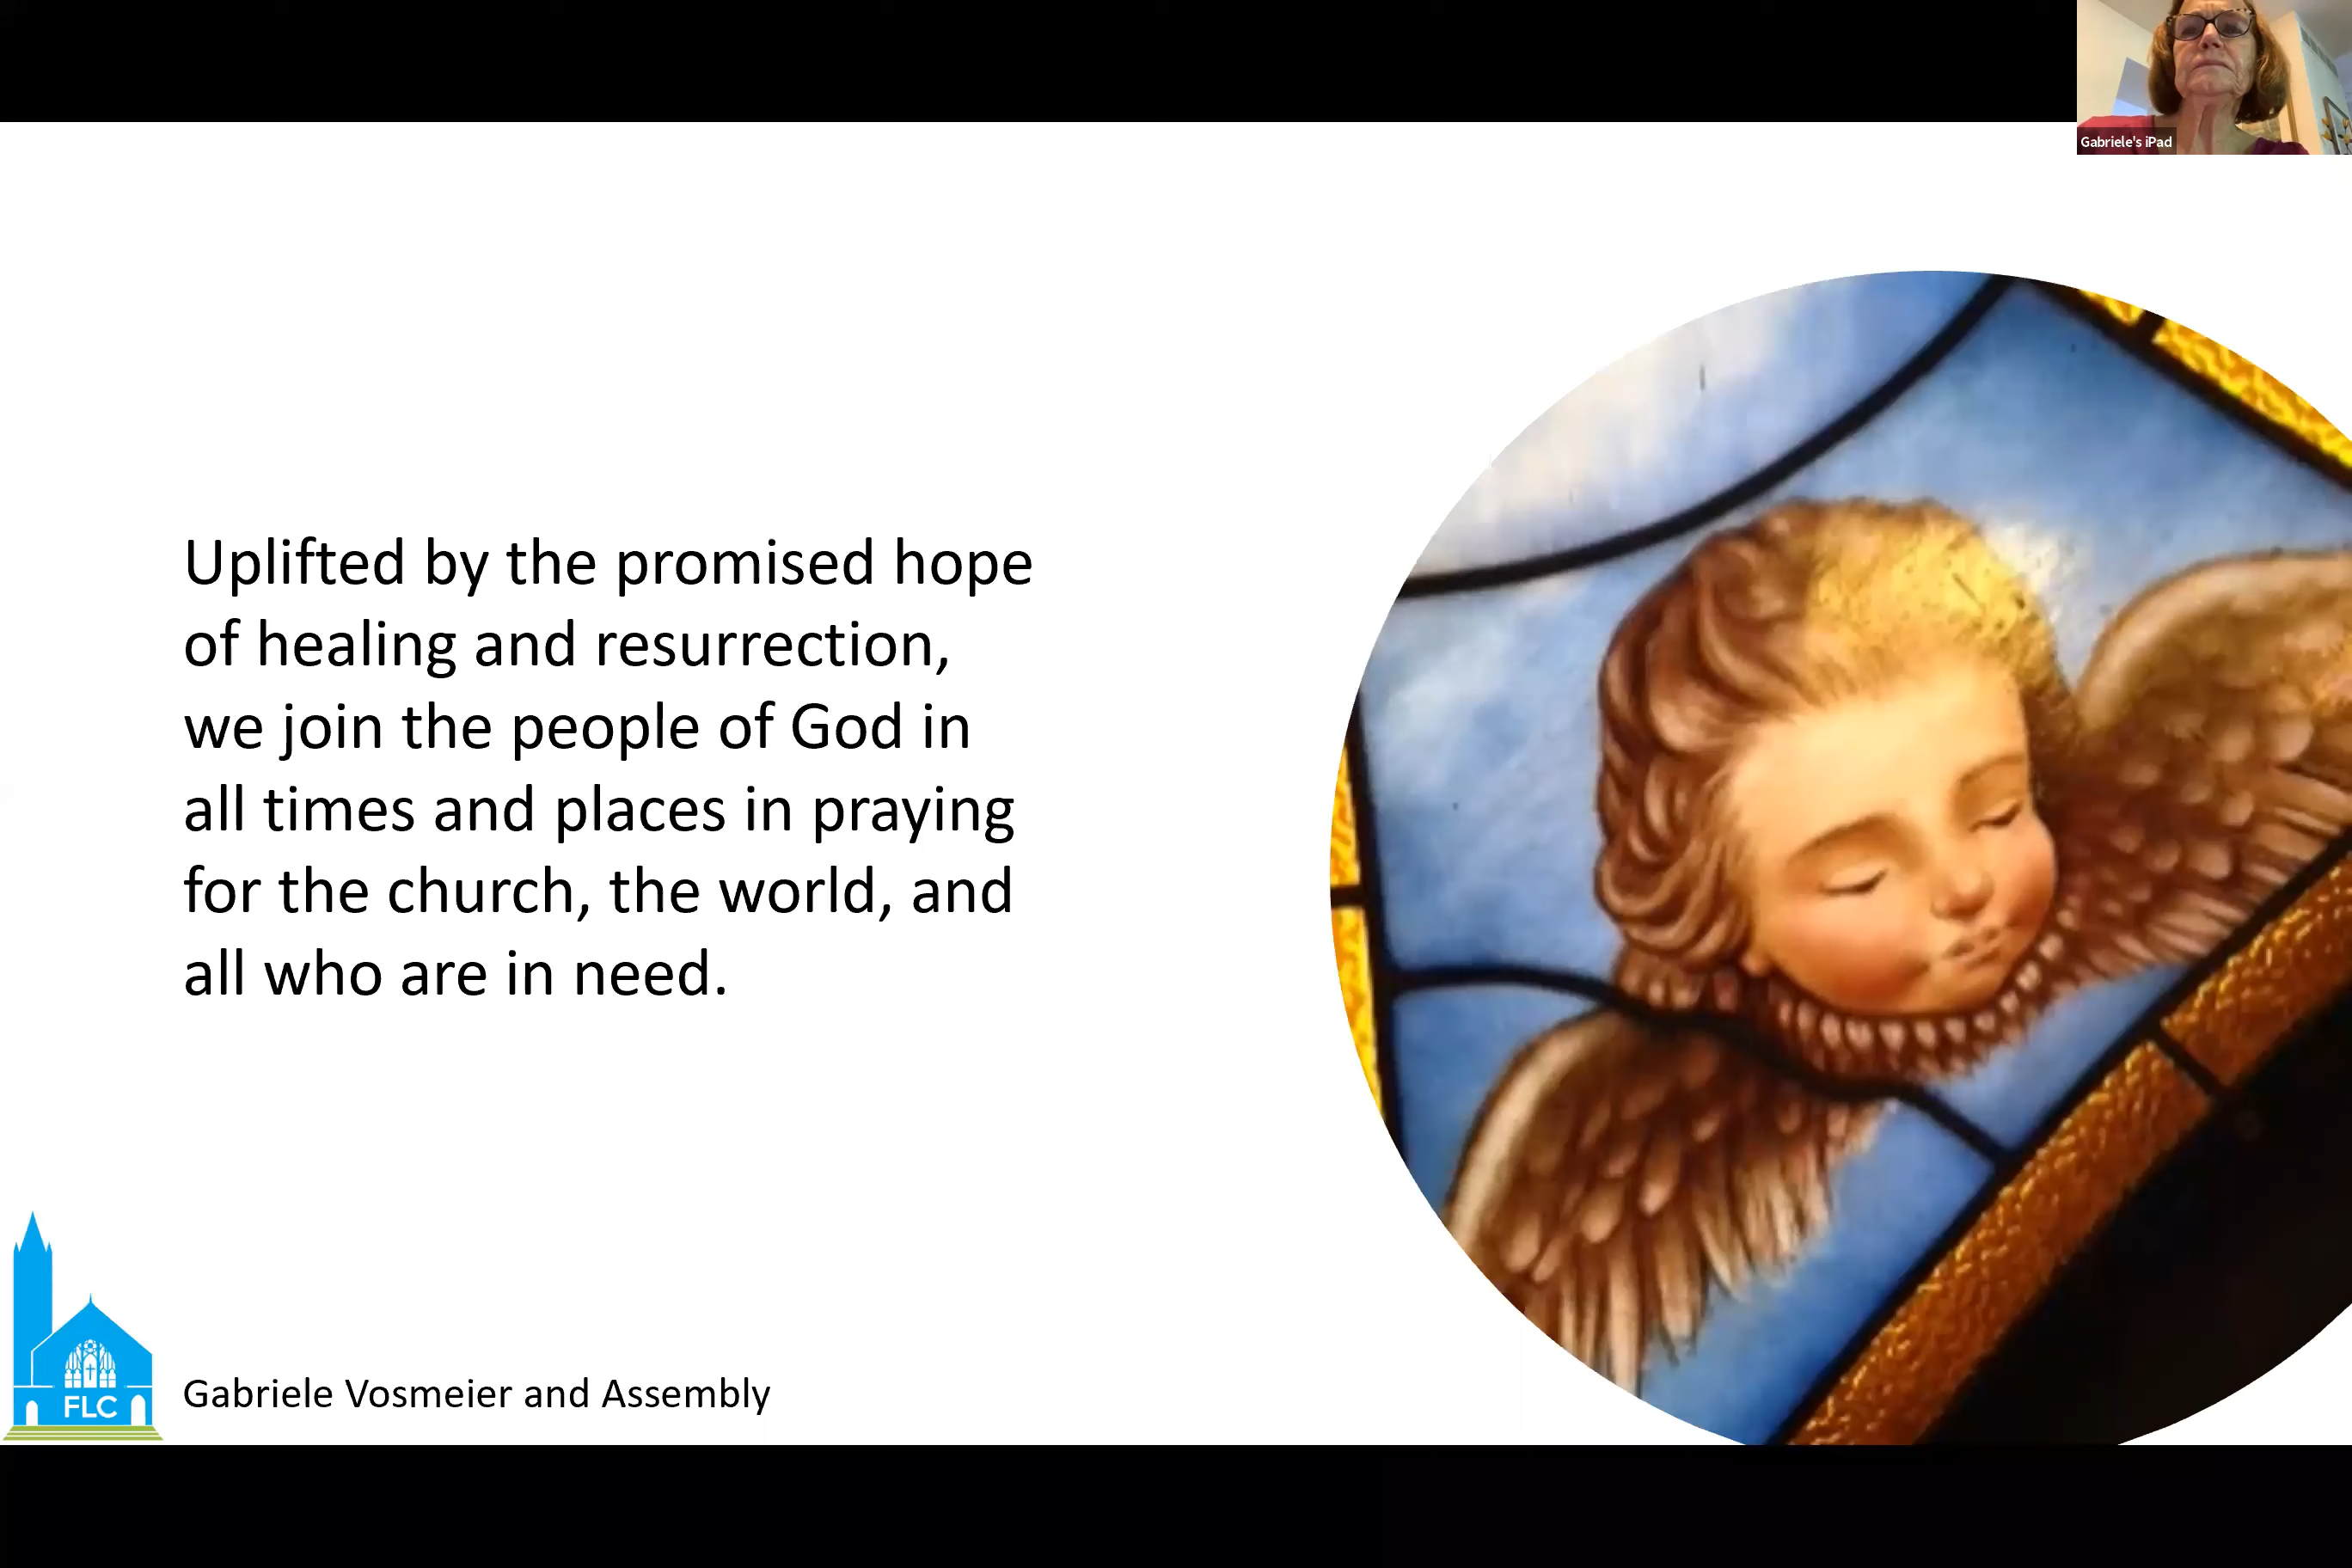 Gabriele's iPad
Uplifted by the promised hope
of healing and resurrection,
we join the people of God in
all times and places in praying
for the church, the world, and
all who are in need.
FLC
Gabriele Vosmeier and Assembly